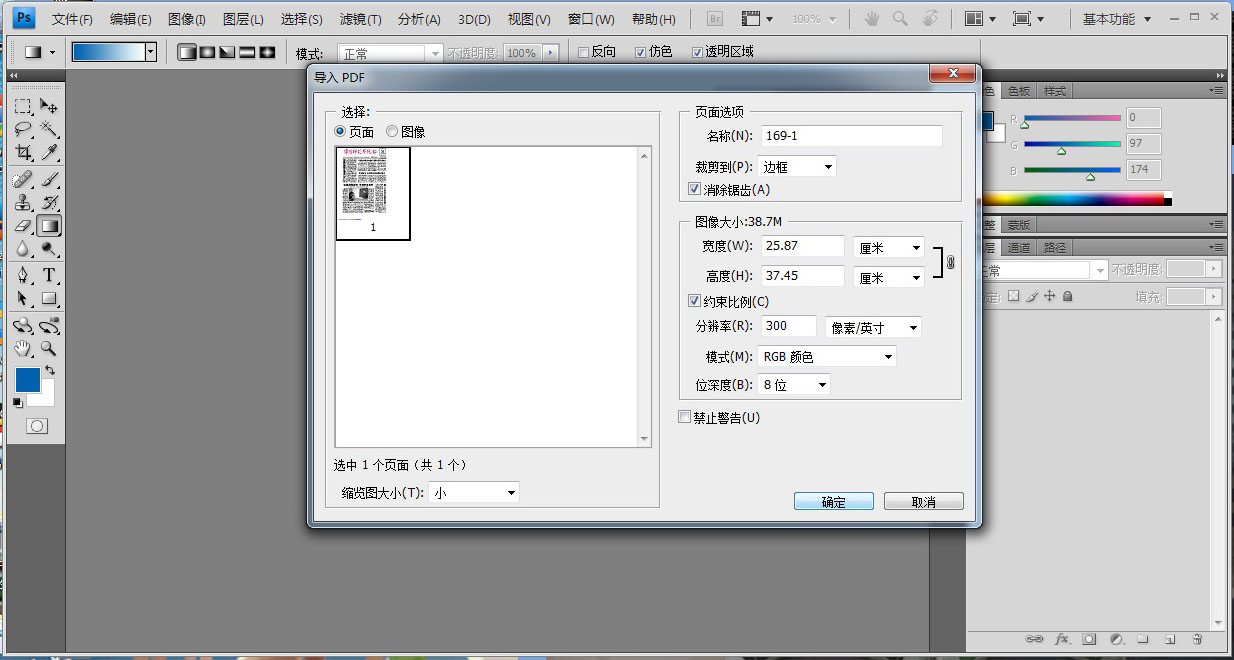 Ps 文件(F) 编辑(E) 图像(I) 图层(L) 选择(S) 滤镜(T) 分析(A) 3D(D) 视图(V) 窗口(W) 帮助(H) Br 100% 基本功能
模式: 正常 不透明度: 100% 反向 仿色 透明区域
导入 PDF
选择:
页面 图像
1
选中 1 个页面 (共 1 个)
缩览图大小(T): 小
页面选项
名称(N): 169-1
裁剪到(P): 边框
消除锯齿(A)
图像大小:38.7M
宽度(W): 25.87 厘米
高度(H): 37.45 厘米
约束比例(C)
分辨率(R): 300 像素/英寸
模式(M): RGB 颜色
位深度(B): 8 位
禁止警告(U)
确定 取消
色 色板 样式
R 0
G 97
B 174
整 蒙版
层 通道 路径
常 不透明度:
定: 填充:
T
fx